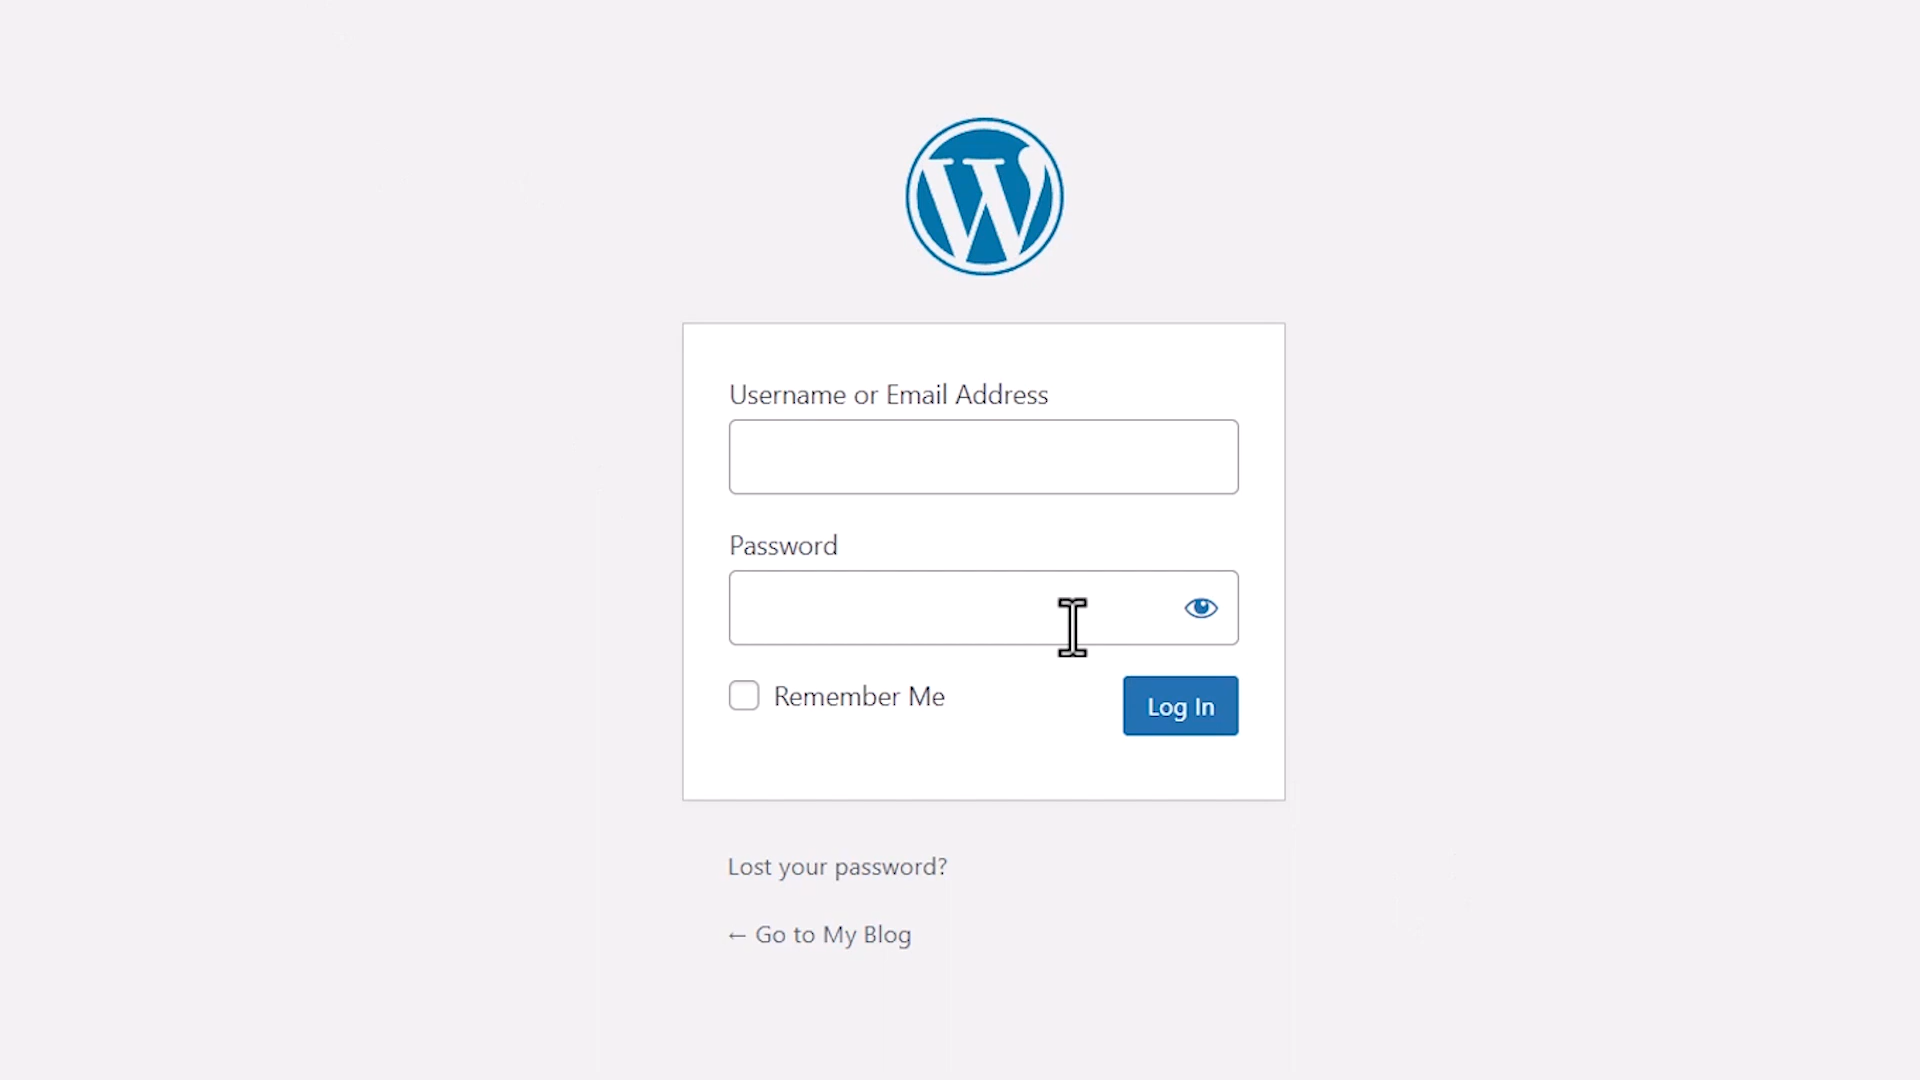 W
Username or Email Address
Password
Remember Me
Log In
Lost your password?
← Go to My Blog